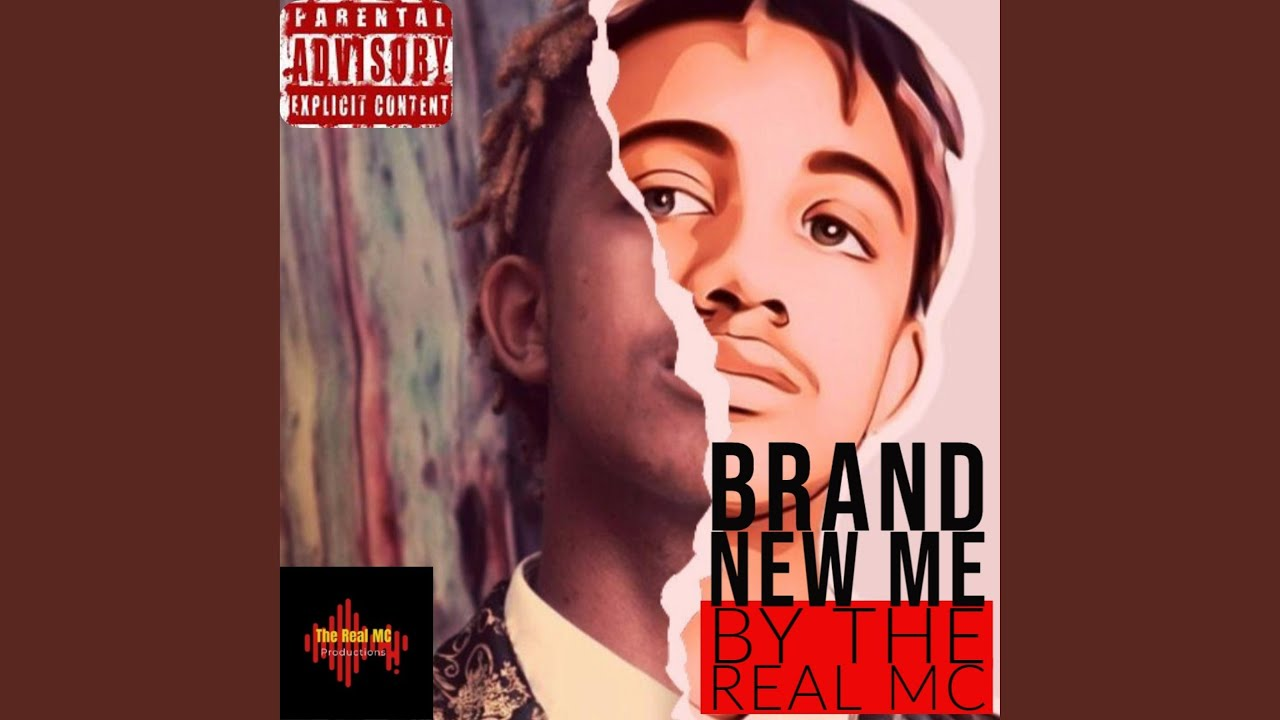 PARENTAL
ADVISORY
EXPLICIT CONTENT
BRAND
NEW ME
BY THE
REAL MC
The Real MC
Productions